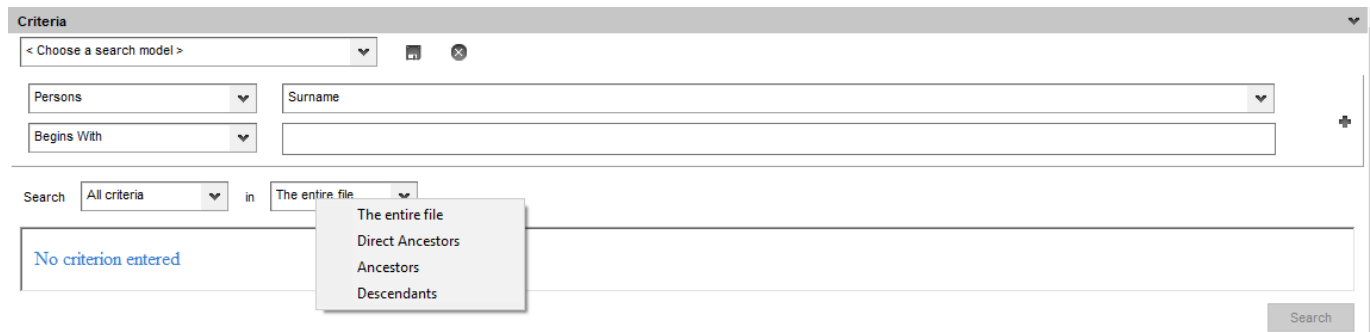 Criteria
< Choose a search model >
Persons Surname
Begins With
Search All criteria in The entire file
The entire file
Direct Ancestors
Ancestors
Descendants
No criterion entered
Search